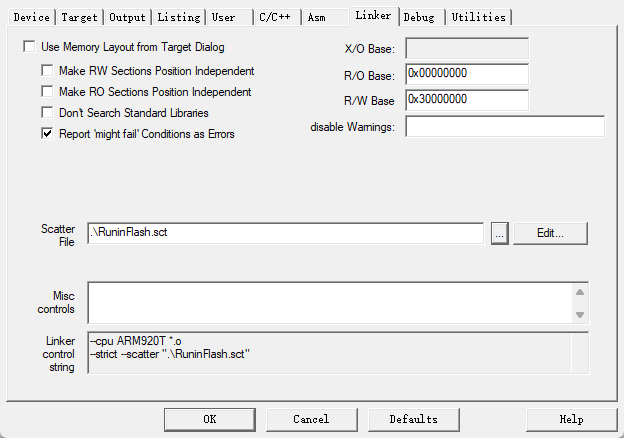 Device Target Output Listing User C/C++ Asm Linker Debug Utilities
Use Memory Layout from Target Dialog
X/O Base:
Make RW Sections Position Independent
R/O Base: 0x00000000
Make RO Sections Position Independent
R/W Base 0x30000000
Don't Search Standard Libraries
disable Warnings:
Report 'might fail' Conditions as Errors
Scatter
File
.\RuninFlash.sct
...
Edit...
Misc
controls
Linker
control
string
--cpu ARM920T *.o
--strict --scatter ".\RuninFlash.sct"
OK Cancel Defaults Help